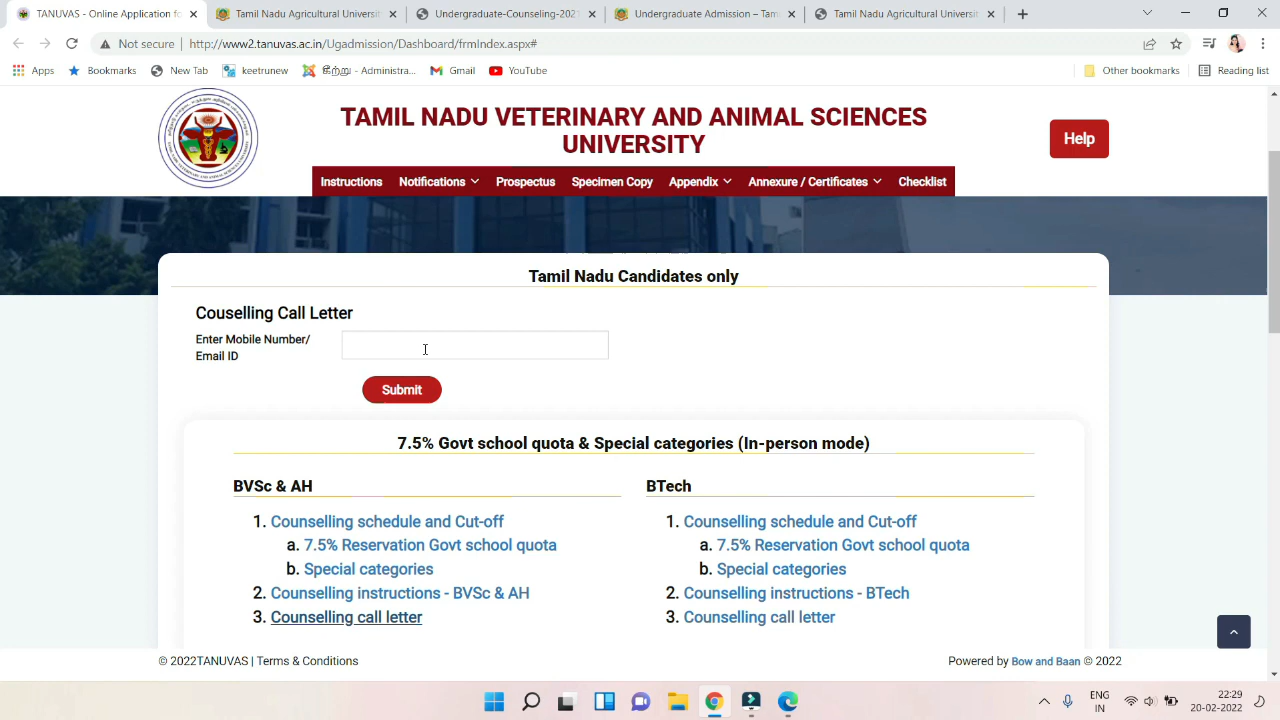 TANUVAS - Online Application fo
Tamil Nadu Agricultural Universit
Undergraduate-Counseling-202
Undergraduate Admission – Tam
Tamil Nadu Agricultural Universit
Not secure
http://www2.tanuvas.ac.in/Ugadmission/Dashboard/frmIndex.aspx#
Apps
Bookmarks
New Tab
keetrunew
Gmail
YouTube
Other bookmarks
Reading list
TAMIL NADU VETERINARY AND ANIMAL SCIENCES
UNIVERSITY
Help
Instructions
Notifications
Prospectus
Specimen Copy
Appendix
Annexure / Certificates
Checklist
Tamil Nadu Candidates only
Couselling Call Letter
Enter Mobile Number/
Email ID
Submit
7.5% Govt school quota & Special categories (In-person mode)
BVSc & AH
1. Counselling schedule and Cut-off
a. 7.5% Reservation Govt school quota
b. Special categories
2. Counselling instructions - BVSc & AH
3. Counselling call letter
BTech
1. Counselling schedule and Cut-off
a. 7.5% Reservation Govt school quota
b. Special categories
2. Counselling instructions - BTech
3. Counselling call letter
© 2022TANUVAS | Terms & Conditions
Powered by Bow and Baan © 2022
ENG
IN
22:29
20-02-2022